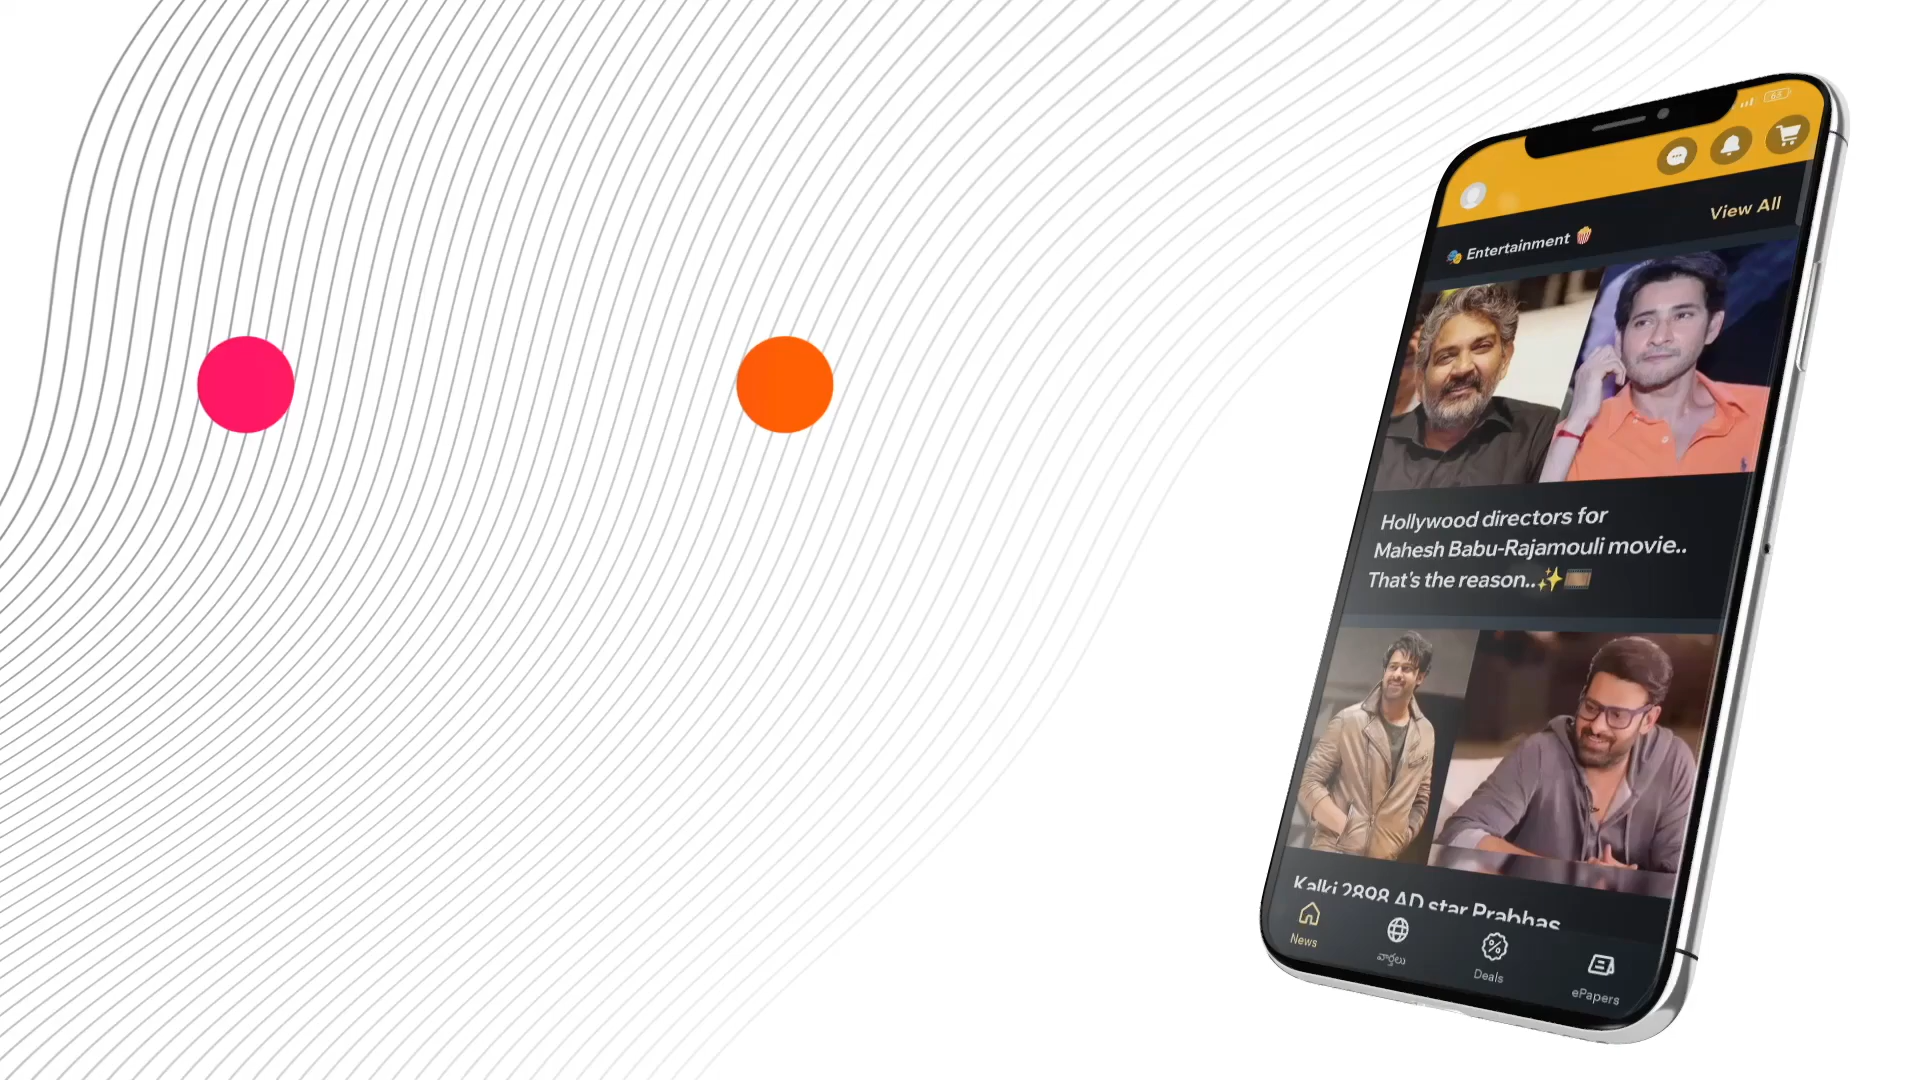 65
View All
🎭 Entertainment 🍿
Hollywood directors for
Mahesh Babu-Rajamouli movie..
That's the reason..✨🎞️
Kalki 2898 AD star Prabhas
News
వార్తలు
Deals
ePapers